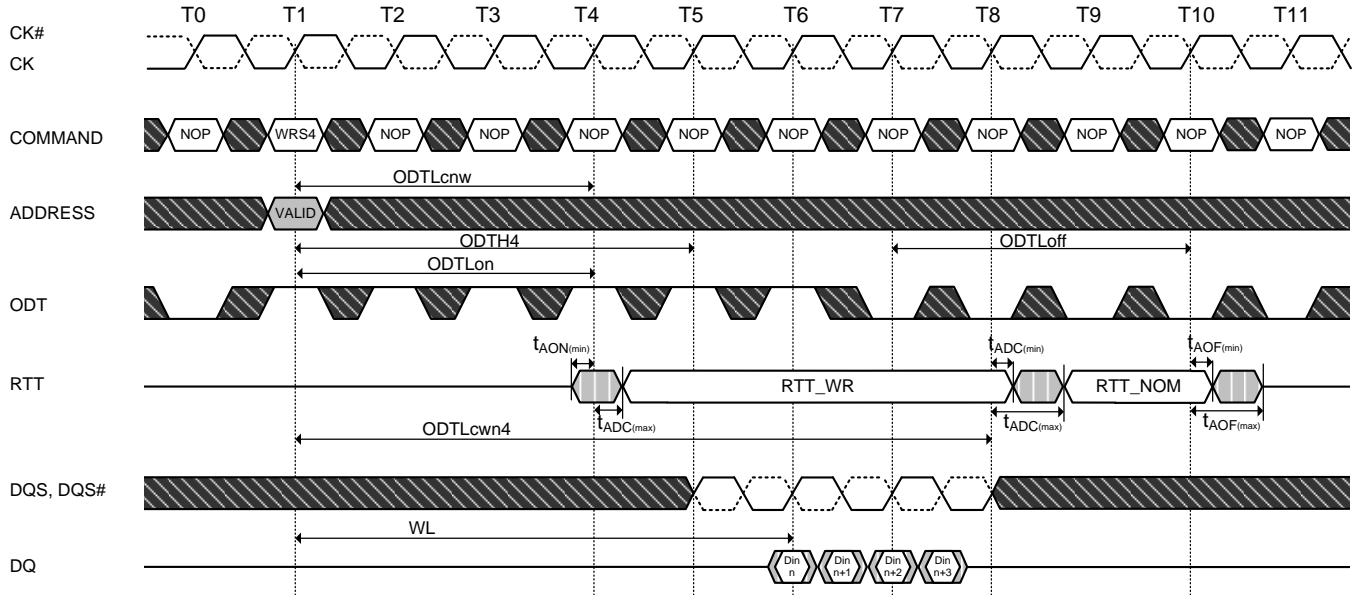 T0 T1 T2 T3 T4 T5 T6 T7 T8 T9 T10 T11
CK#
CK
COMMAND
NOP WRS4 NOP NOP NOP NOP NOP NOP NOP NOP NOP NOP
ODTLcnw
ADDRESS
VALID
ODTH4 ODTLoff
ODTLon
ODT
tAON(min) tADC(min) tAOF(min)
RTT
RTT_WR RTT_NOM
tADC(max) tADC(max) tAOF(max)
ODTLcwn4
DQS, DQS#
WL
DQ
Din n Din n+1 Din n+2 Din n+3